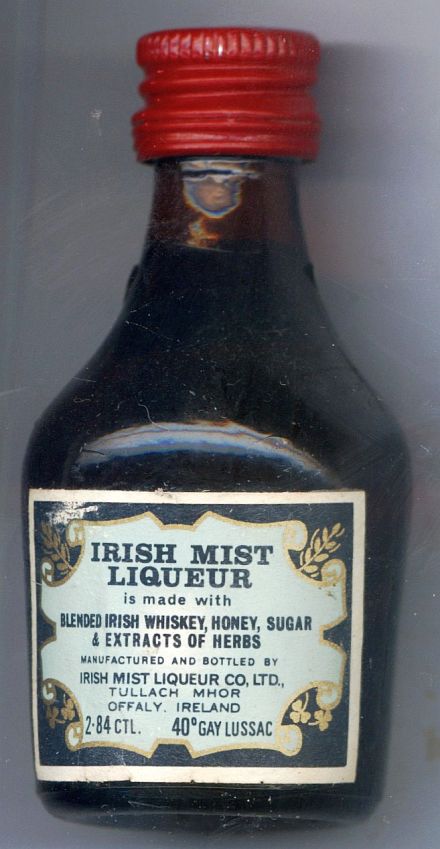 IRISH MIST
LIQUEUR
is made with
BLENDED IRISH WHISKEY, HONEY, SUGAR
& EXTRACTS OF HERBS
MANUFACTURED AND BOTTLED BY
IRISH MIST LIQUEUR CO, LTD.,
TULLACH MHOR
OFFALY, IRELAND
2·84 CTL. 40° GAY LUSSAC